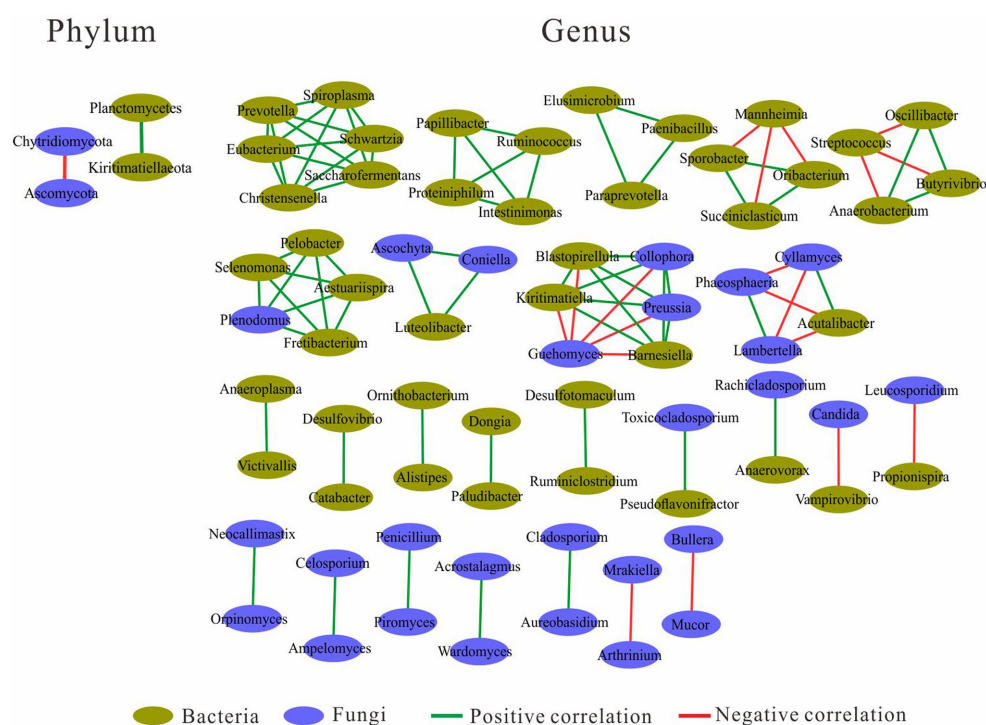 Phylum
Genus
Planctomycetes
Chytridiomycota
Kiritimatiellaeota
Ascomycota
Spiroplasma
Prevotella
Schwartzia
Eubacterium
Saccharofermentans
Christensenella
Papillibacter
Ruminococcus
Proteiniphilum
Intestinimonas
Elusimicrobium
Paenibacillus
Paraprevotella
Mannheimia
Sporobacter
Oribacterium
Succiniclasticum
Oscillibacter
Streptococcus
Butyrivibrio
Anaerobacterium
Pelobacter
Selenomonas
Aestuariispira
Plenodomus
Fretibacterium
Ascochyta
Coniella
Luteolibacter
Blastopirellula
Collophora
Kiritimatiella
Preussia
Guehomyces
Barnesiella
Cyllamyces
Phaeosphaeria
Acutalibacter
Lambertella
Anaeroplasma
Victivallis
Desulfovibrio
Catabacter
Ornithobacterium
Alistipes
Dongia
Paludibacter
Desulfotomaculum
Ruminiclostridium
Toxicocladosporium
Pseudoflavonifractor
Rachicladosporium
Anaerovorax
Candida
Vampirovibrio
Leucosporidium
Propionispira
Neocallimastix
Orpinomyces
Celosporium
Ampelomyces
Penicillium
Piromyces
Acrostalagmus
Wardomyces
Cladosporium
Aureobasidium
Mrakiella
Arthrinium
Bullera
Mucor
Bacteria
Fungi
Positive correlation
Negative correlation